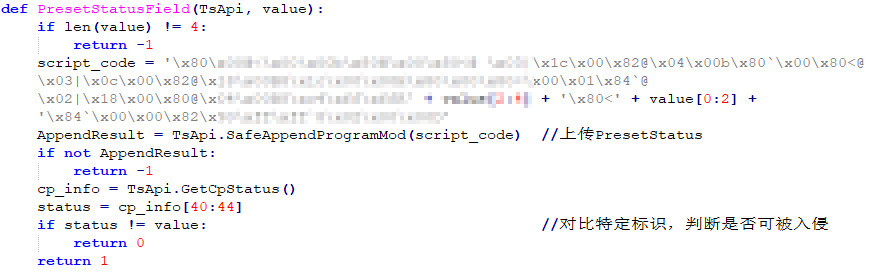 def PresetStatusField(TsApi, value):
if len(value) != 4:
return -1
script_code = '\x80\ \x1c\x00\x82@\x04\x00b\x80`\x00\x80<@
\x03|\x0c\x00\x82@\x \x00\x01\x84`@
\x02|\x18\x00\x80@\x + '\x80<' + value[0:2] +
'\x84`\x00\x00\x82\x
AppendResult = TsApi.SafeAppendProgramMod(script_code) //上传PresetStatus
if not AppendResult:
return -1
cp_info = TsApi.GetCpStatus()
status = cp_info[40:44]
if status != value: //对比特定标识，判断是否可被入侵
return 0
return 1